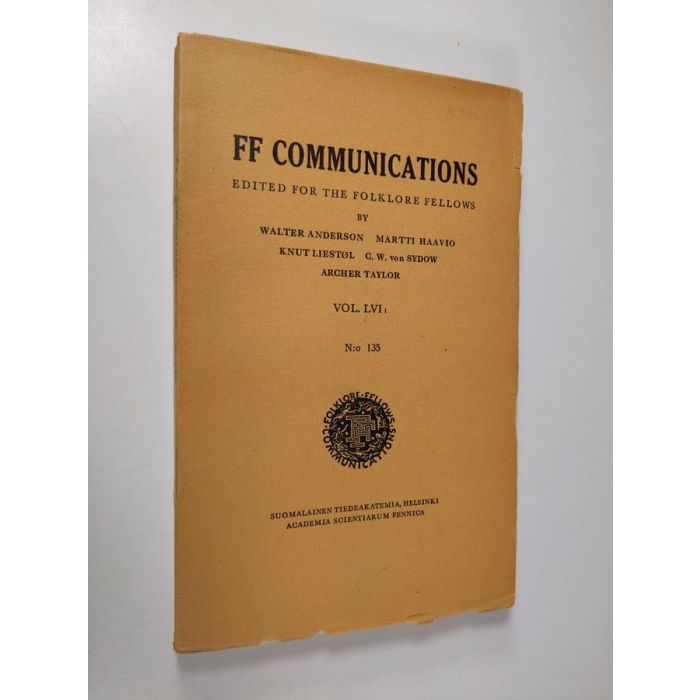 FF COMMUNICATIONS
EDITED FOR THE FOLKLORE FELLOWS
BY
WALTER ANDERSON MARTTI HAAVIO
KNUT LIESTØL C. W. von SYDOW
ARCHER TAYLOR
VOL. LVI 1
N:o 135
FOLKLORE · FELLOWS
COMMUNICATIONS
FF
SUOMALAINEN TIEDEAKATEMIA, HELSINKI
ACADEMIA SCIENTIARUM FENNICA